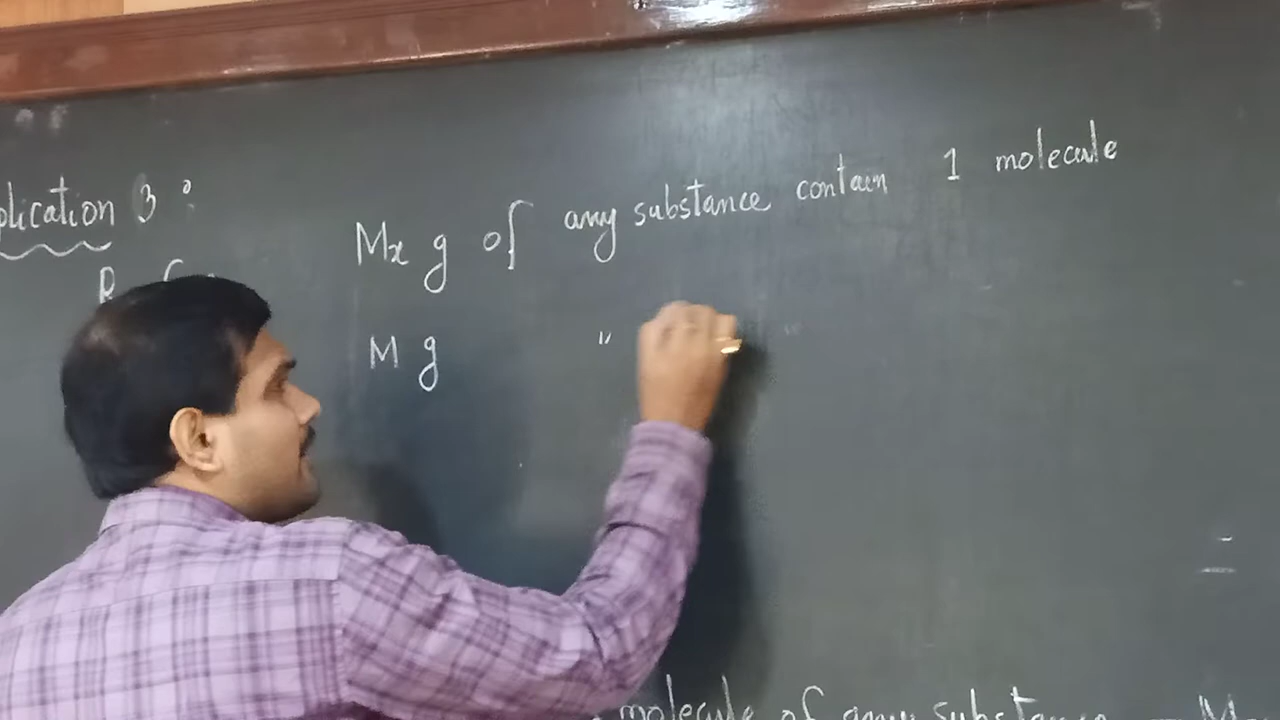 plication 3 :
Mx g of any substance contain 1 molecule
M g " "
molecule of any substance